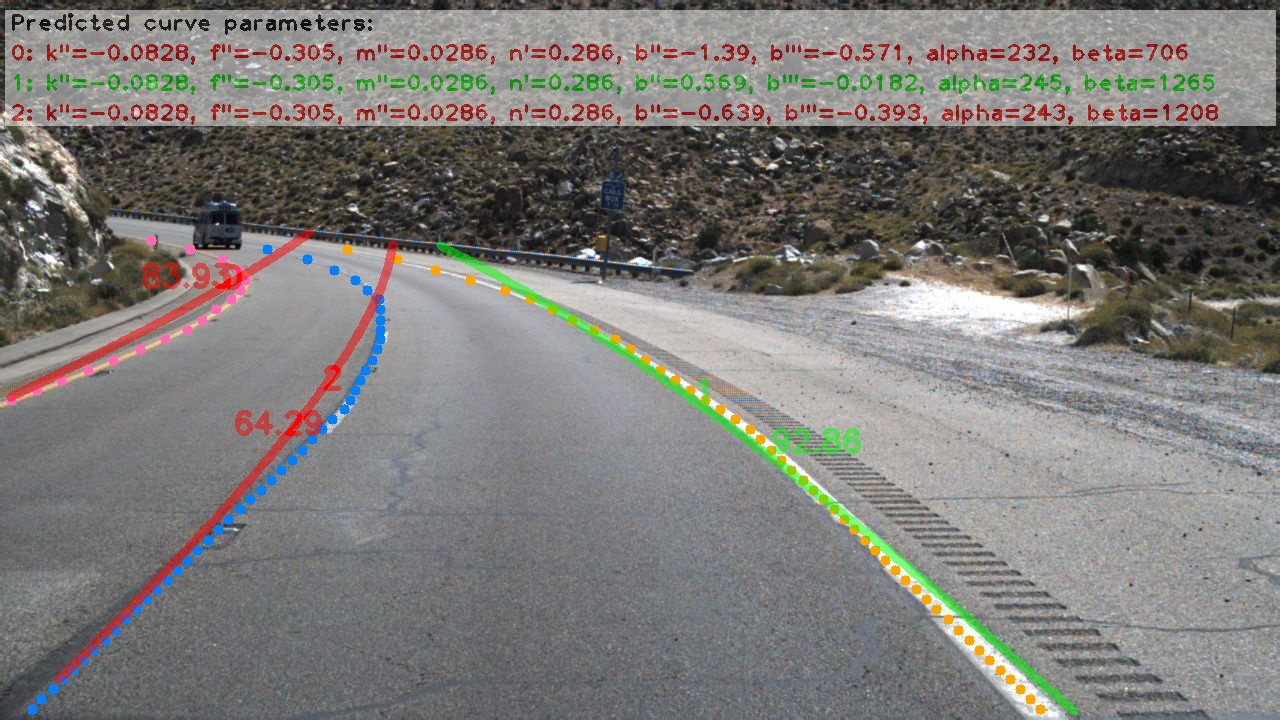 Predicted curve parameters:
0: k''=-0.0828, f''=-0.305, m''=0.0286, n'=0.286, b''=-1.39, b'''=-0.571, alpha=232, beta=706
1: k''=-0.0828, f''=-0.305, m''=0.0286, n'=0.286, b''=0.569, b'''=-0.0182, alpha=245, beta=1265
2: k''=-0.0828, f''=-0.305, m''=0.0286, n'=0.286, b''=-0.639, b'''=-0.393, alpha=243, beta=1208
CALL
BOX
83.93 0
2
1
64.29
92.86